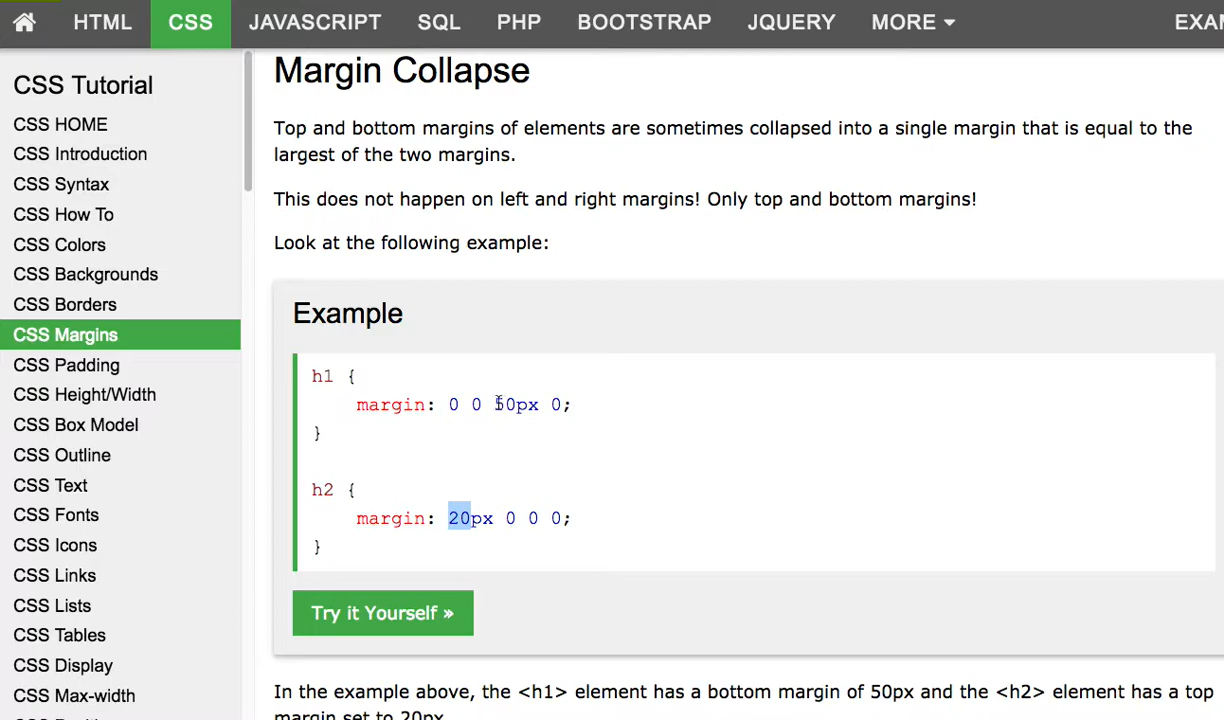 HTML CSS JAVASCRIPT SQL PHP BOOTSTRAP JQUERY MORE
CSS Tutorial
CSS HOME
CSS Introduction
CSS Syntax
CSS How To
CSS Colors
CSS Backgrounds
CSS Borders
CSS Margins
CSS Padding
CSS Height/Width
CSS Box Model
CSS Outline
CSS Text
CSS Fonts
CSS Icons
CSS Links
CSS Lists
CSS Tables
CSS Display
CSS Max-width
Margin Collapse
Top and bottom margins of elements are sometimes collapsed into a single margin that is equal to the
largest of the two margins.
This does not happen on left and right margins! Only top and bottom margins!
Look at the following example:
Example
h1 {
margin: 0 0 50px 0;
}
h2 {
margin: 20px 0 0 0;
}
Try it Yourself »
In the example above, the <h1> element has a bottom margin of 50px and the <h2> element has a top
margin set to 20px.